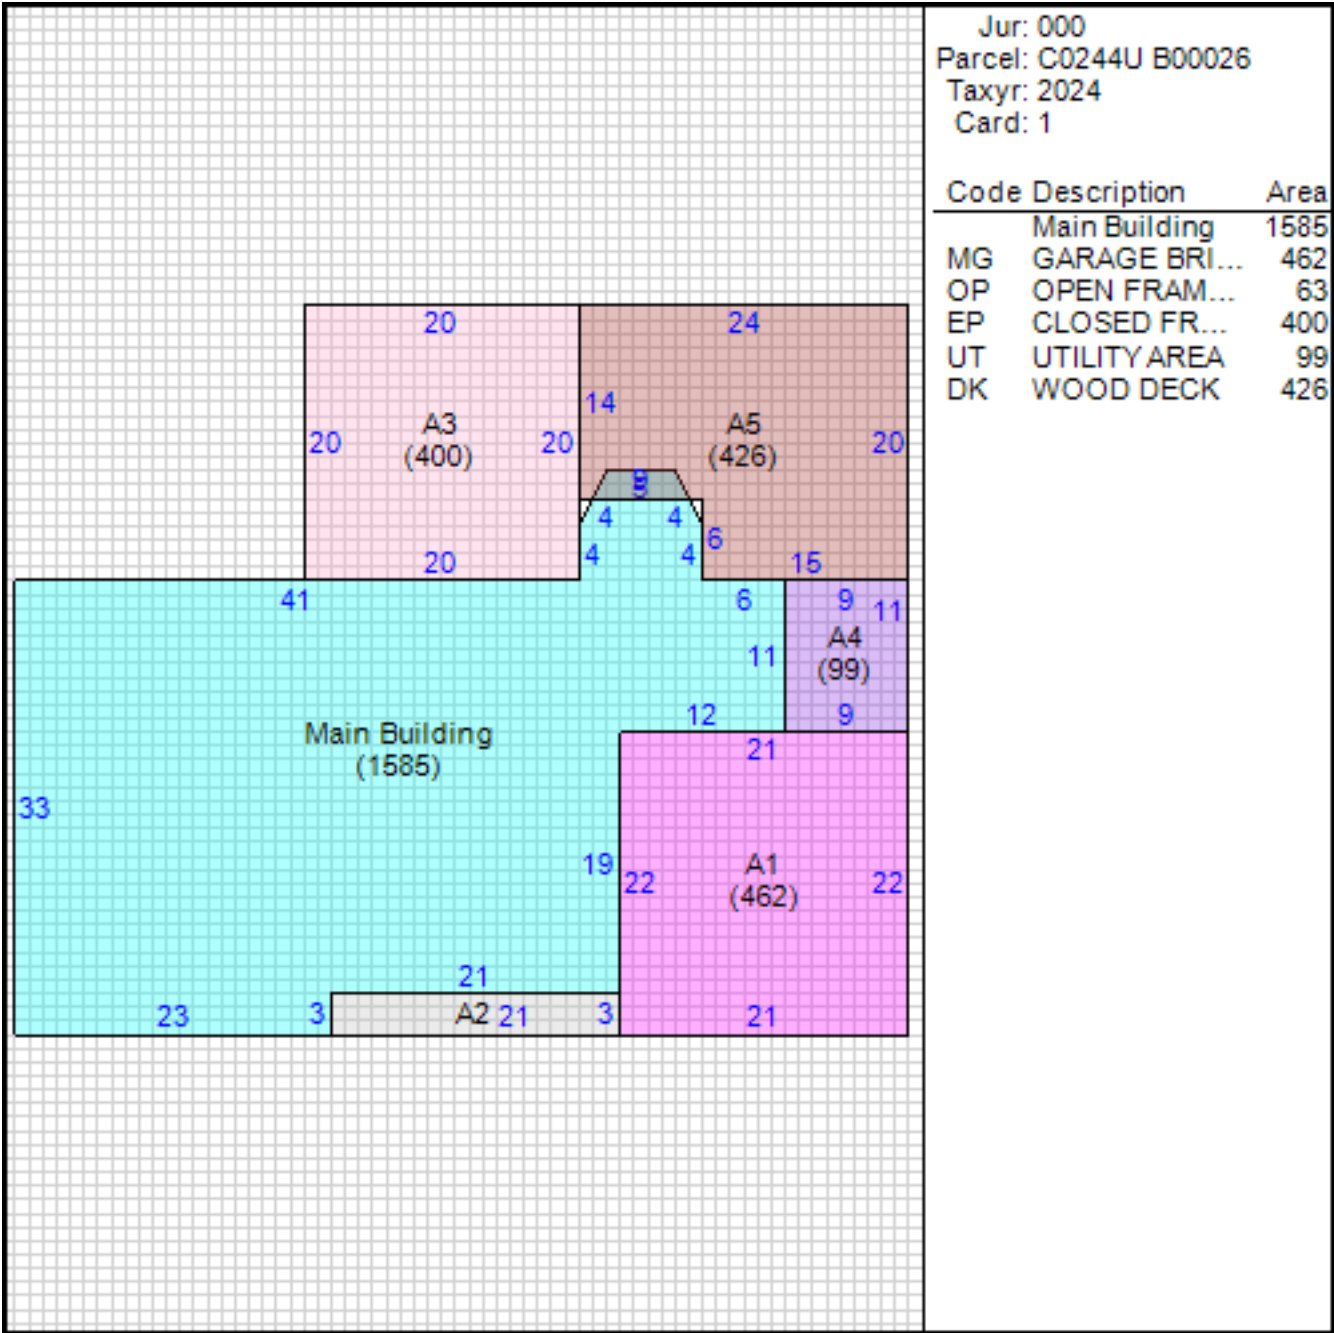 Jur: 000
Parcel: C0244U B00026
Taxyr: 2024
Card: 1
Code Description Area
Main Building 1585
MG GARAGE BRI... 462
OP OPEN FRAM... 63
EP CLOSED FR... 400
UT UTILITY AREA 99
DK WOOD DECK 426
20 24
14
A3 A5
20 20 20
(400) (426)
4 4
6
4 4
20 15
41 6 9 11
A4
11 (99)
12 9
Main Building 21
(1585)
33
19 A1
22 22
(462)
21
23 3 A2 21 3 21